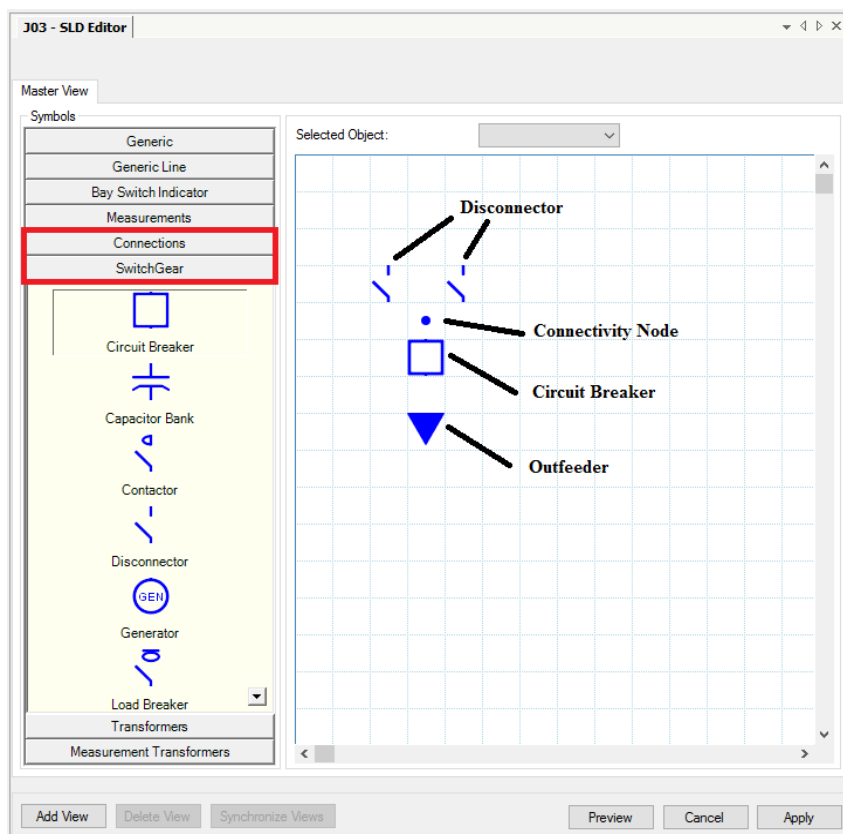 J03 - SLD Editor
Master View
Symbols
Generic
Generic Line
Bay Switch Indicator
Measurements
Connections
SwitchGear
Circuit Breaker
Capacitor Bank
Contactor
Disconnector
GEN
Generator
Load Breaker
Transformers
Measurement Transformers
Selected Object:
Disconnector
Connectivity Node
Circuit Breaker
Outfeeder
Add View
Delete View
Synchronize Views
Preview
Cancel
Apply